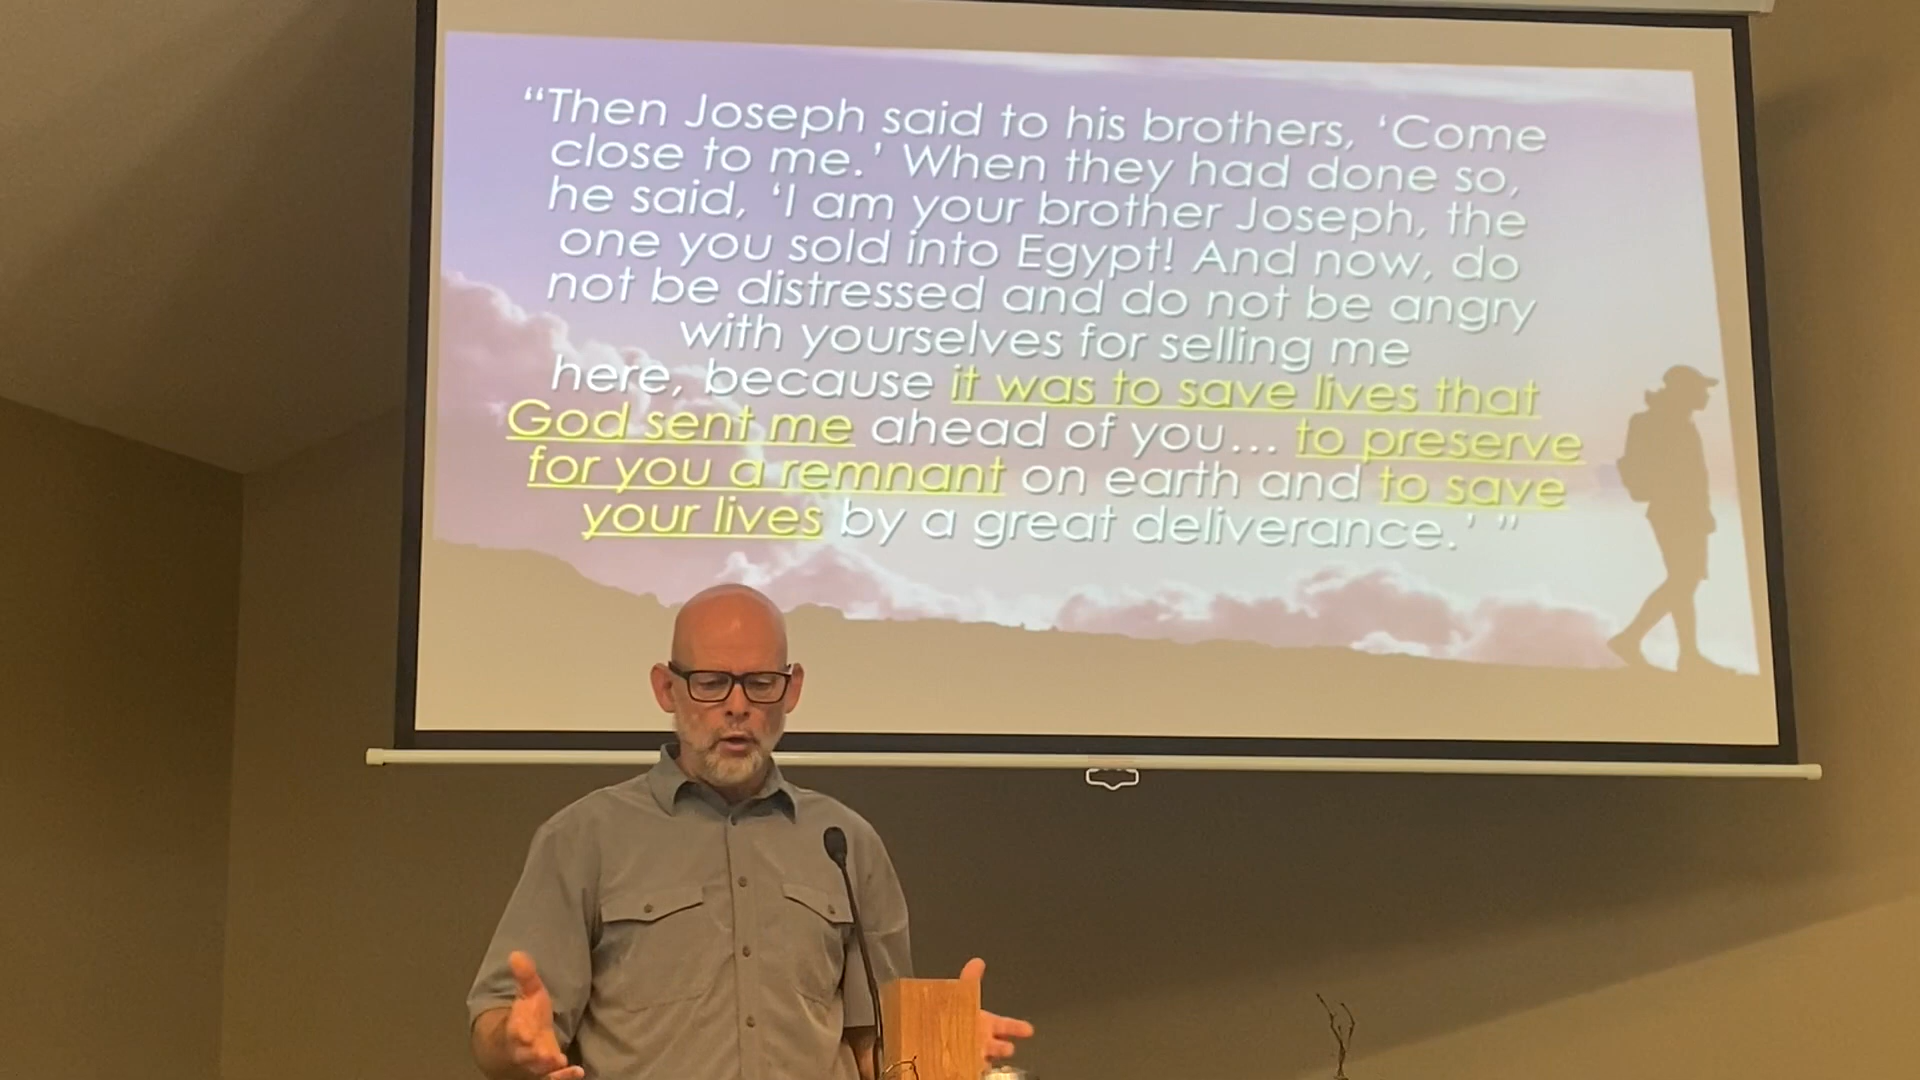 “Then Joseph said to his brothers, ‘Come
close to me.’ When they had done so,
he said, ‘I am your brother Joseph, the
one you sold into Egypt! And now, do
not be distressed and do not be angry
with yourselves for selling me
here, because it was to save lives that
God sent me ahead of you… to preserve
for you a remnant on earth and to save
your lives by a great deliverance.’ ”